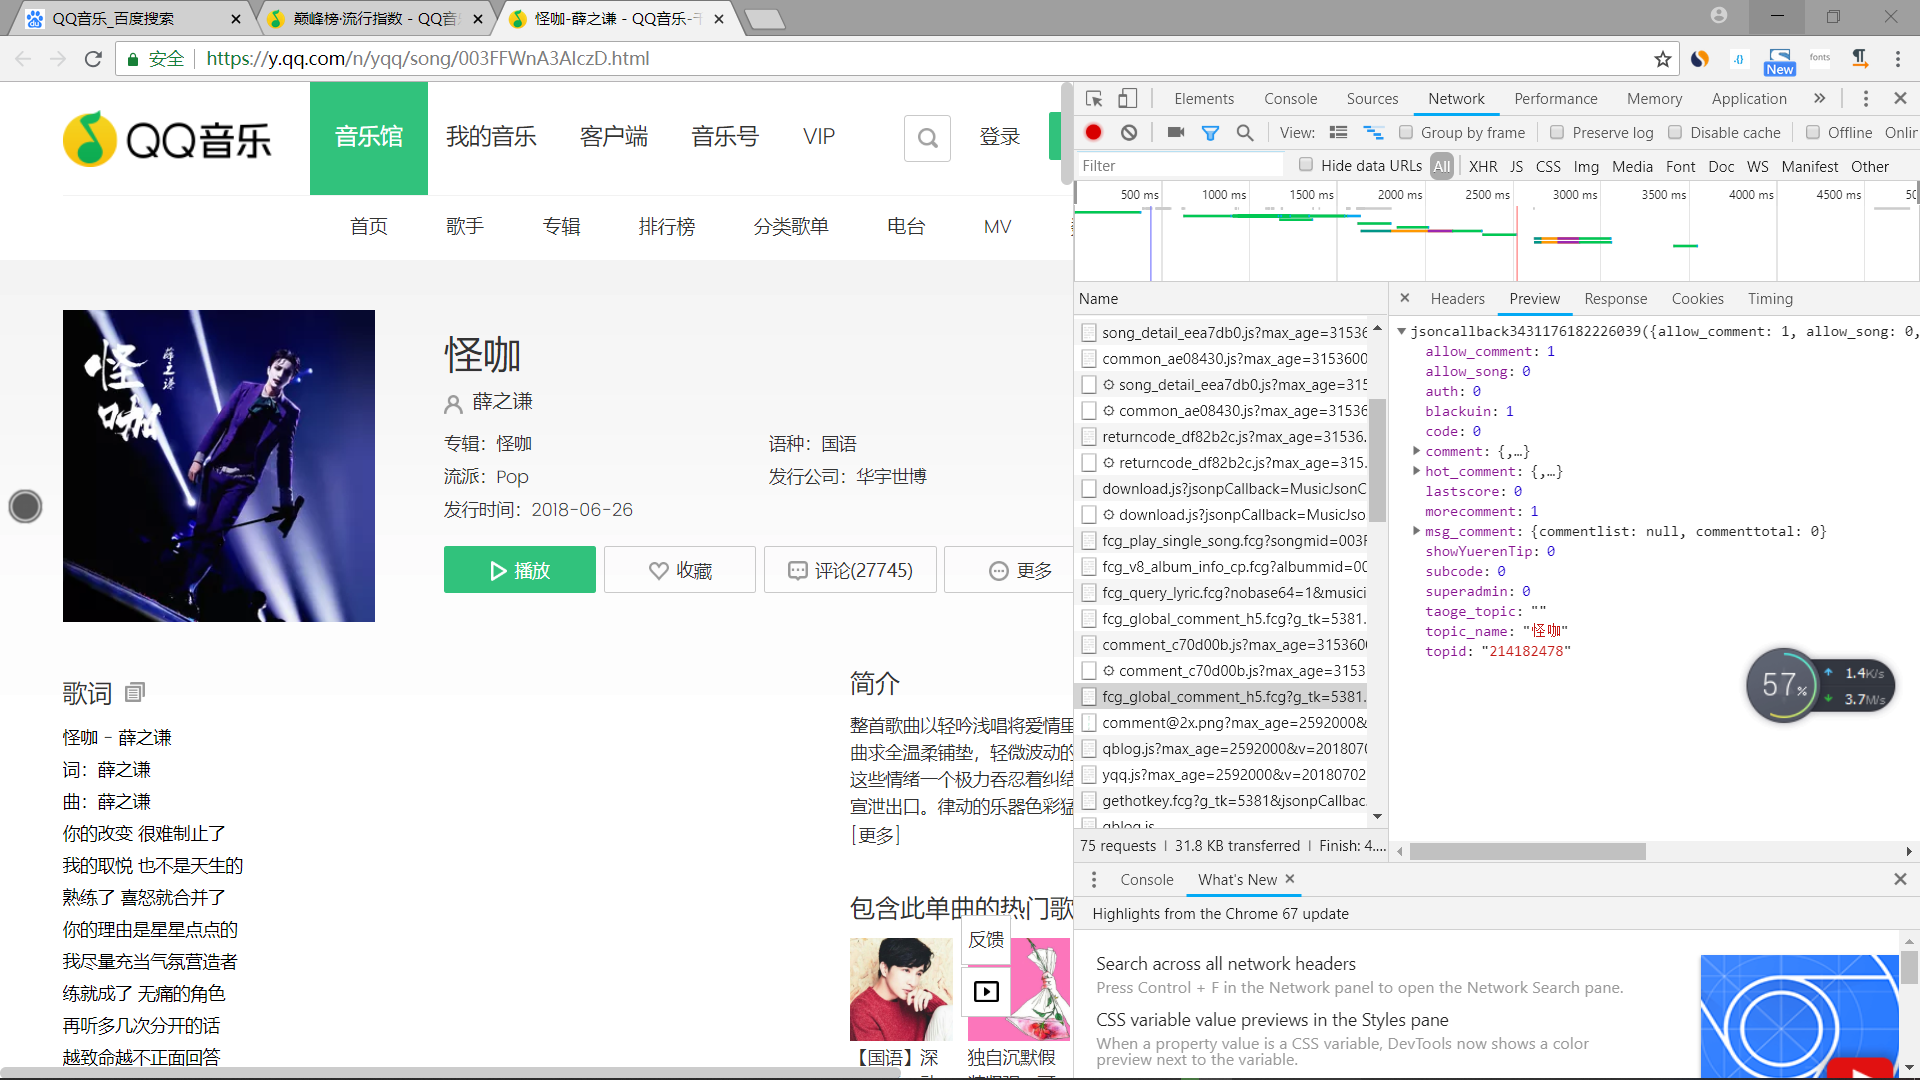 QQ音乐_百度搜索
巅峰榜·流行指数 - QQ音
怪咖-薛之谦 - QQ音乐-千
安全
https://y.qq.com/n/yqq/song/003FFWnA3AIczD.html
New
fonts
QQ音乐
音乐馆
我的音乐
客户端
音乐号
VIP
登录
首页
歌手
专辑
排行榜
分类歌单
电台
MV
怪咖
薛之谦
怪咖
薛之谦
专辑：怪咖
语种：国语
流派：Pop
发行公司：华宇世博
发行时间：2018-06-26
播放
收藏
评论(27745)
更多
歌词
怪咖 - 薛之谦
词：薛之谦
曲：薛之谦
你的改变 很难制止了
我的取悦 也不是天生的
熟练了 喜怒就合并了
你的理由是星星点点的
我尽量充当气氛营造者
练就成了 无痛的角色
再听多几次分开的话
越致命越不正面回答
简介
整首歌曲以轻吟浅唱将爱情里
曲求全温柔铺垫，轻微波动的
这些情绪一个极力吞忍着纠结
宣泄出口。律动的乐器色彩猛
[更多]
包含此单曲的热门歌
反馈
【国语】深
独自沉默假
Elements
Console
Sources
Network
Performance
Memory
Application
View:
Group by frame
Preserve log
Disable cache
Offline
Onlin
Filter
Hide data URLs
All
XHR
JS
CSS
Img
Media
Font
Doc
WS
Manifest
Other
500 ms
1000 ms
1500 ms
2000 ms
2500 ms
3000 ms
3500 ms
4000 ms
4500 ms
Name
song_detail_eea7db0.js?max_age=31536
common_ae08430.js?max_age=3153600
song_detail_eea7db0.js?max_age=315
common_ae08430.js?max_age=31536
returncode_df82b2c.js?max_age=31536.
returncode_df82b2c.js?max_age=315.
download.js?jsonpCallback=MusicJsonC
download.js?jsonpCallback=MusicJso
fcg_play_single_song.fcg?songmid=003F
fcg_v8_album_info_cp.fcg?albummid=00
fcg_query_lyric.fcg?nobase64=1&musici
fcg_global_comment_h5.fcg?g_tk=5381.
comment_c70d00b.js?max_age=3153600
comment_c70d00b.js?max_age=3153
fcg_global_comment_h5.fcg?g_tk=5381.
comment@2x.png?max_age=2592000&
qblog.js?max_age=2592000&v=2018070
yqq.js?max_age=2592000&v=20180702
gethotkey.fcg?g_tk=5381&jsonpCallbac.
qblog.js
75 requests | 31.8 KB transferred | Finish: 4....
Headers
Preview
Response
Cookies
Timing
jsoncallback3431176182226039({allow_comment: 1, allow_song: 0,
allow_comment: 1
allow_song: 0
auth: 0
blackuin: 1
code: 0
comment: {,…}
hot_comment: {,…}
lastscore: 0
morecomment: 1
msg_comment: {commentlist: null, commenttotal: 0}
showYuerenTip: 0
subcode: 0
superadmin: 0
taoge_topic: ""
topic_name: "怪咖"
topid: "214182478"
57%
1.4K/s
3.7M/s
Console
What's New
Highlights from the Chrome 67 update
Search across all network headers
Press Control + F in the Network panel to open the Network Search pane.
CSS variable value previews in the Styles pane
When a property value is a CSS variable, DevTools now shows a color
preview next to the variable.